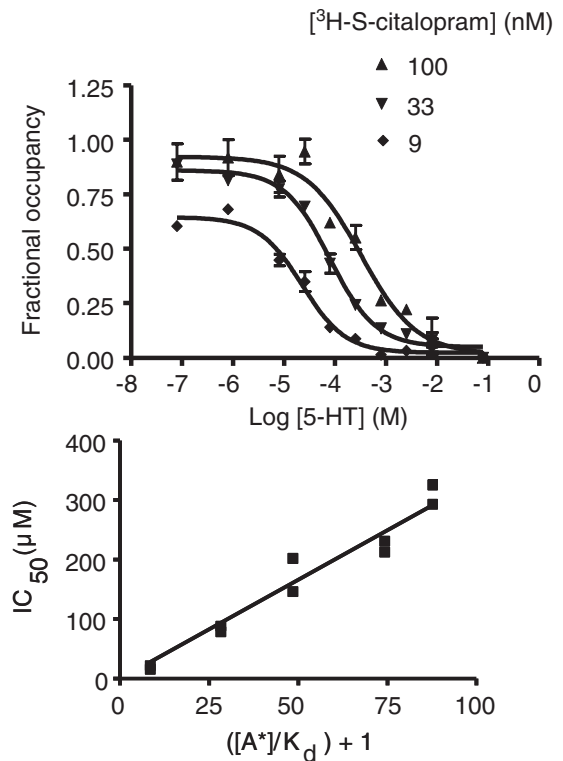 [³H-S-citalopram] (nM)
100
33
9
Fractional occupancy
1.25
1.00
0.75
0.50
0.25
0.00
-8 -7 -6 -5 -4 -3 -2 -1 0
Log [5-HT] (M)
IC₅₀(µM)
400
300
200
100
0
0 25 50 75 100
([A*]/K_d) + 1